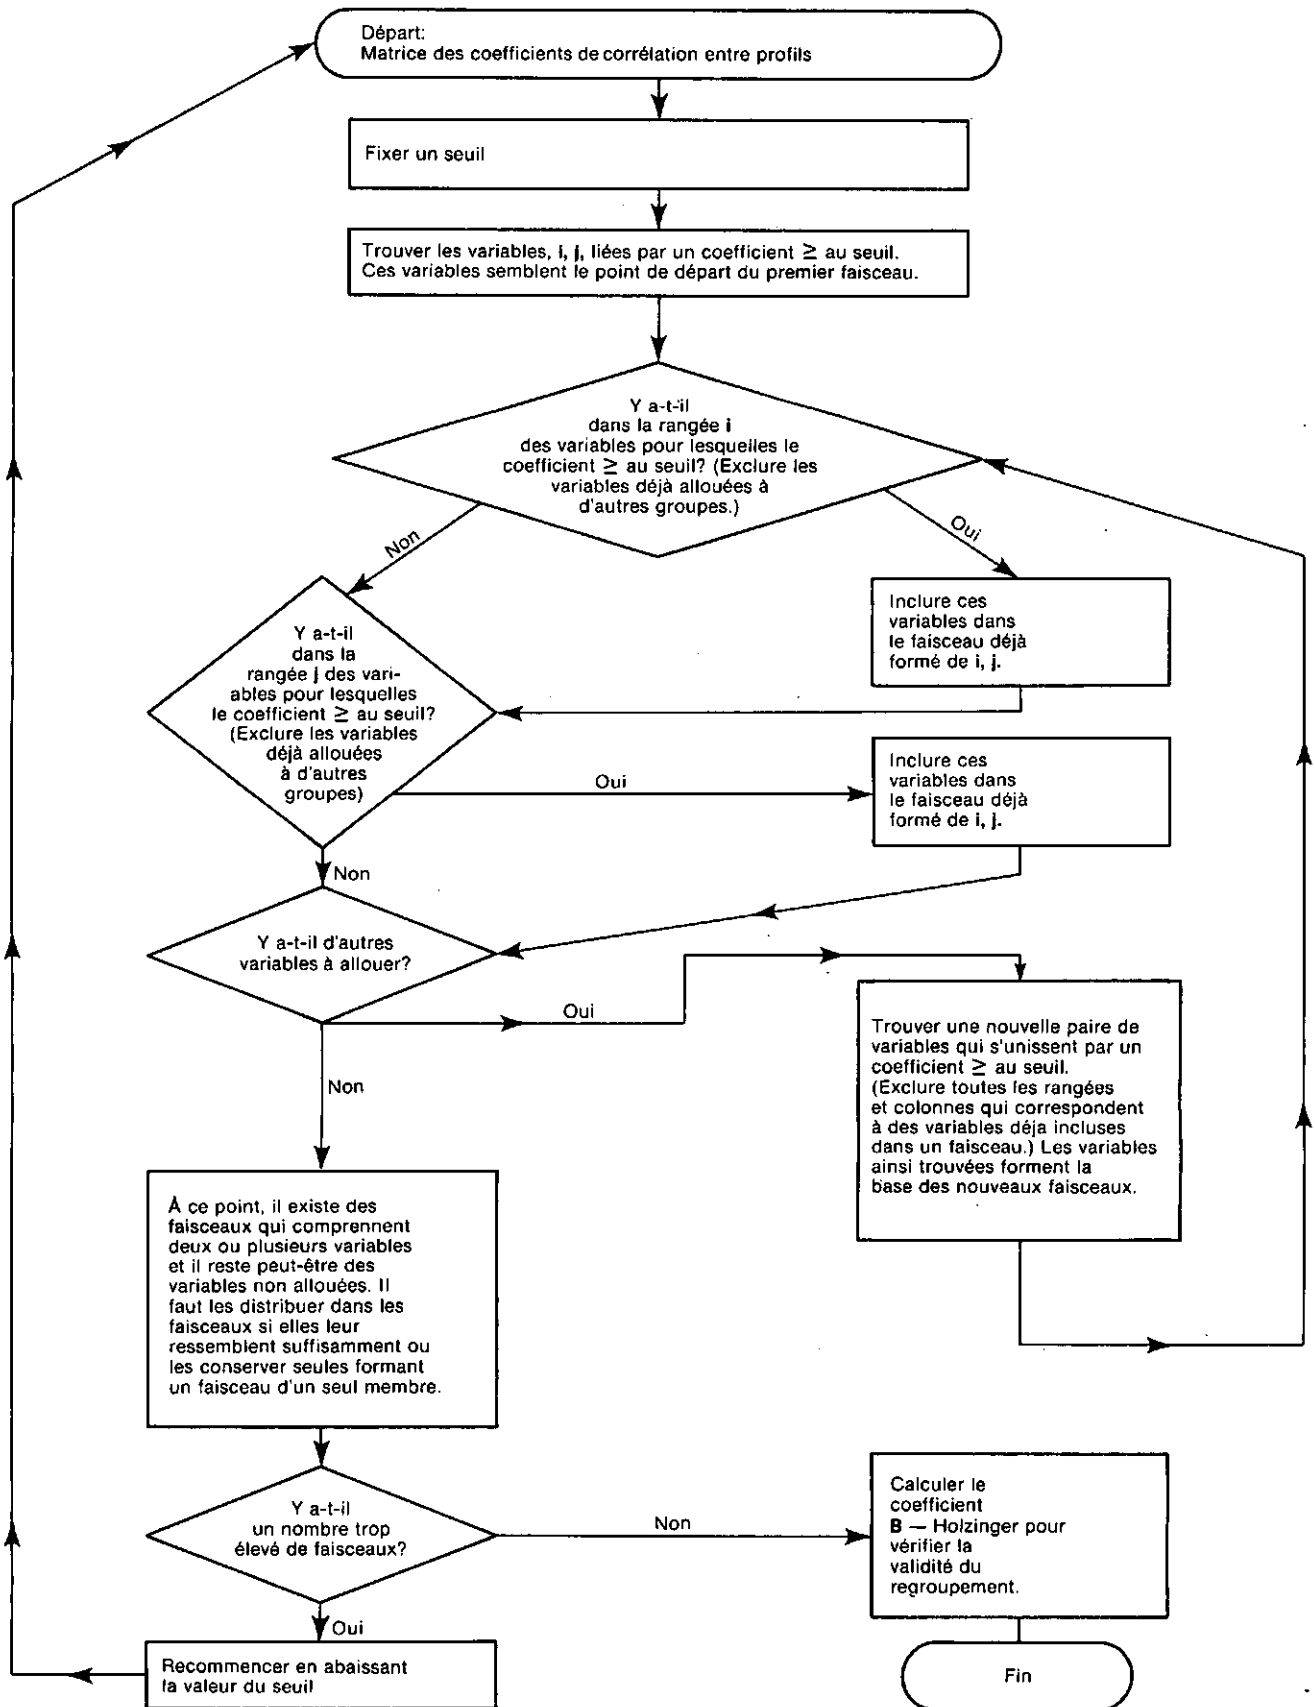 Départ:
Matrice des coefficients de corrélation entre profils
Fixer un seuil
Trouver les variables, i, j, liées par un coefficient ≥ au seuil.
Ces variables semblent le point de départ du premier faisceau.
Y a-t-il
dans la rangée i
des variables pour lesquelles le
coefficient ≥ au seuil? (Exclure les
variables déjà allouées à
d'autres groupes.)
Non
Oui
Inclure ces
variables dans
le faisceau déjà
formé de i, j.
Y a-t-il
dans la
rangée j des vari-
ables pour lesquelles
le coefficient ≥ au seuil?
(Exclure les variables
déjà allouées
à d'autres
groupes)
Oui
Inclure ces
variables dans
le faisceau déjà
formé de i, j.
Non
Y a-t-il d'autres
variables à allouer?
Oui
Trouver une nouvelle paire de
variables qui s'unissent par un
coefficient ≥ au seuil.
(Exclure toutes les rangées
et colonnes qui correspondent
à des variables déja incluses
dans un faisceau.) Les variables
ainsi trouvées forment la
base des nouveaux faisceaux.
Non
À ce point, il existe des
faisceaux qui comprennent
deux ou plusieurs variables
et il reste peut-être des
variables non allouées. Il
faut les distribuer dans les
faisceaux si elles leur
ressemblent suffisamment ou
les conserver seules formant
un faisceau d'un seul membre.
Y a-t-il
un nombre trop
élevé de faisceaux?
Non
Calculer le
coefficient
B — Holzinger pour
vérifier la
validité du
regroupement.
Oui
Recommencer en abaissant
la valeur du seuil
Fin